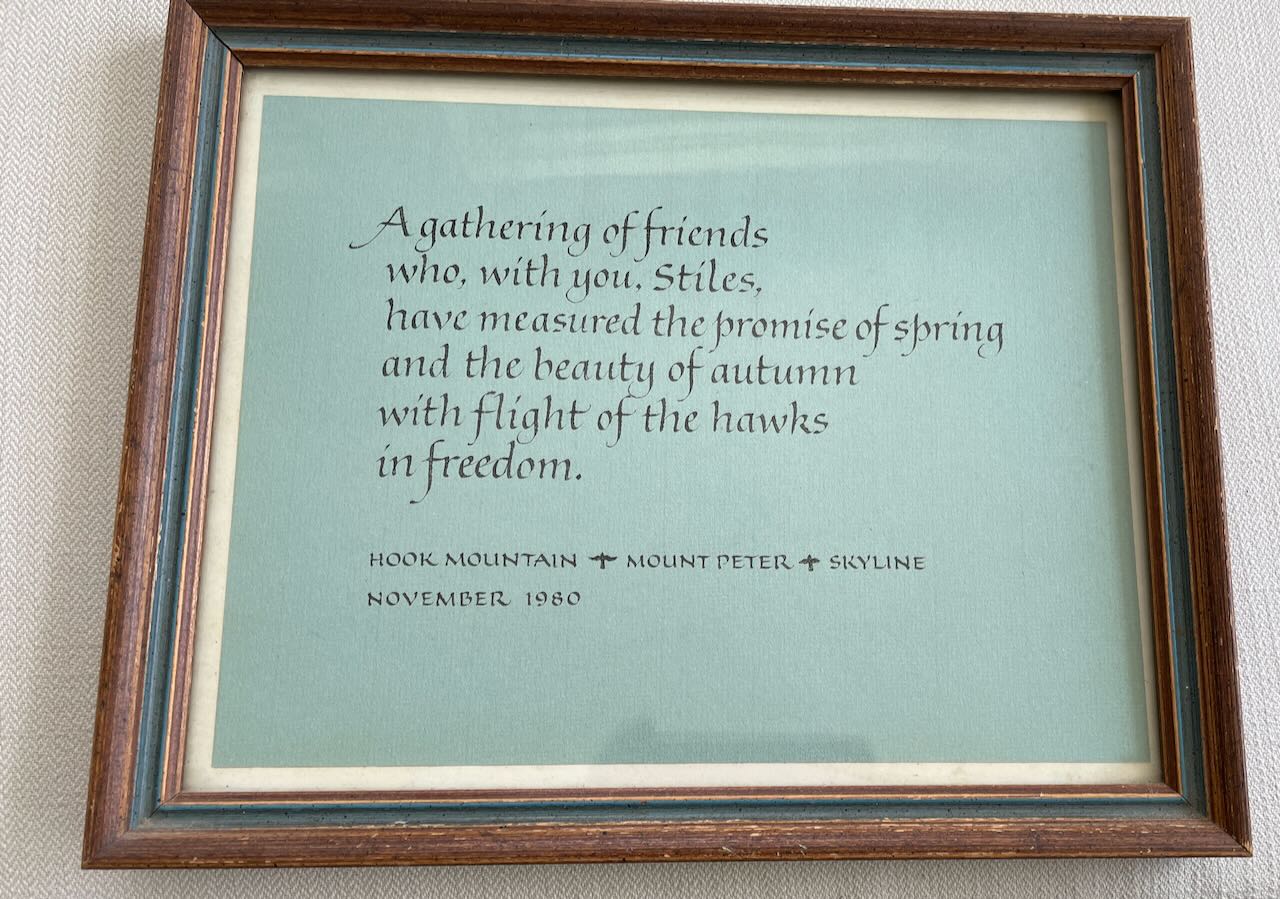 A gathering of friends
who, with you, Stiles,
have measured the promise of spring
and the beauty of autumn
with flight of the hawks
in freedom.
HOOK MOUNTAIN MOUNT PETER SKYLINE
NOVEMBER 1980